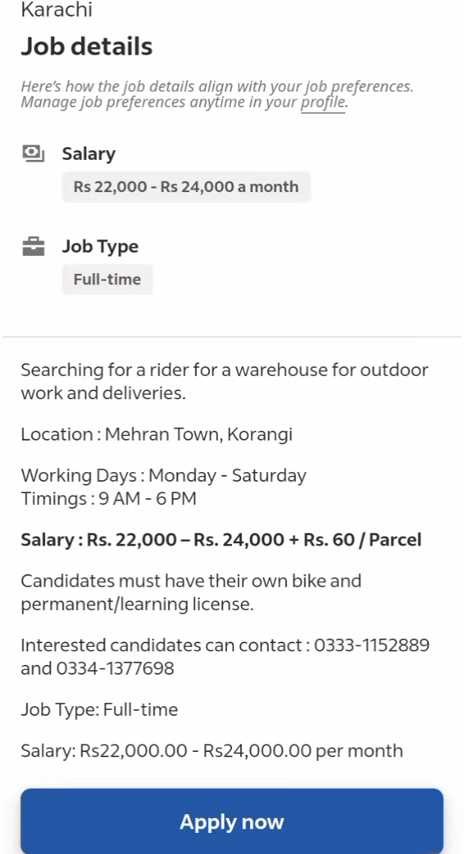 Karachi
Job details
Here's how the job details align with your job preferences.
Manage job preferences anytime in your profile.
Salary
Rs 22,000 - Rs 24,000 a month
Job Type
Full-time
Searching for a rider for a warehouse for outdoor
work and deliveries.
Location : Mehran Town, Korangi
Working Days : Monday - Saturday
Timings : 9 AM - 6 PM
Salary : Rs. 22,000 – Rs. 24,000 + Rs. 60 / Parcel
Candidates must have their own bike and
permanent/learning license.
Interested candidates can contact : 0333-1152889
and 0334-1377698
Job Type: Full-time
Salary: Rs22,000.00 - Rs24,000.00 per month
Apply now